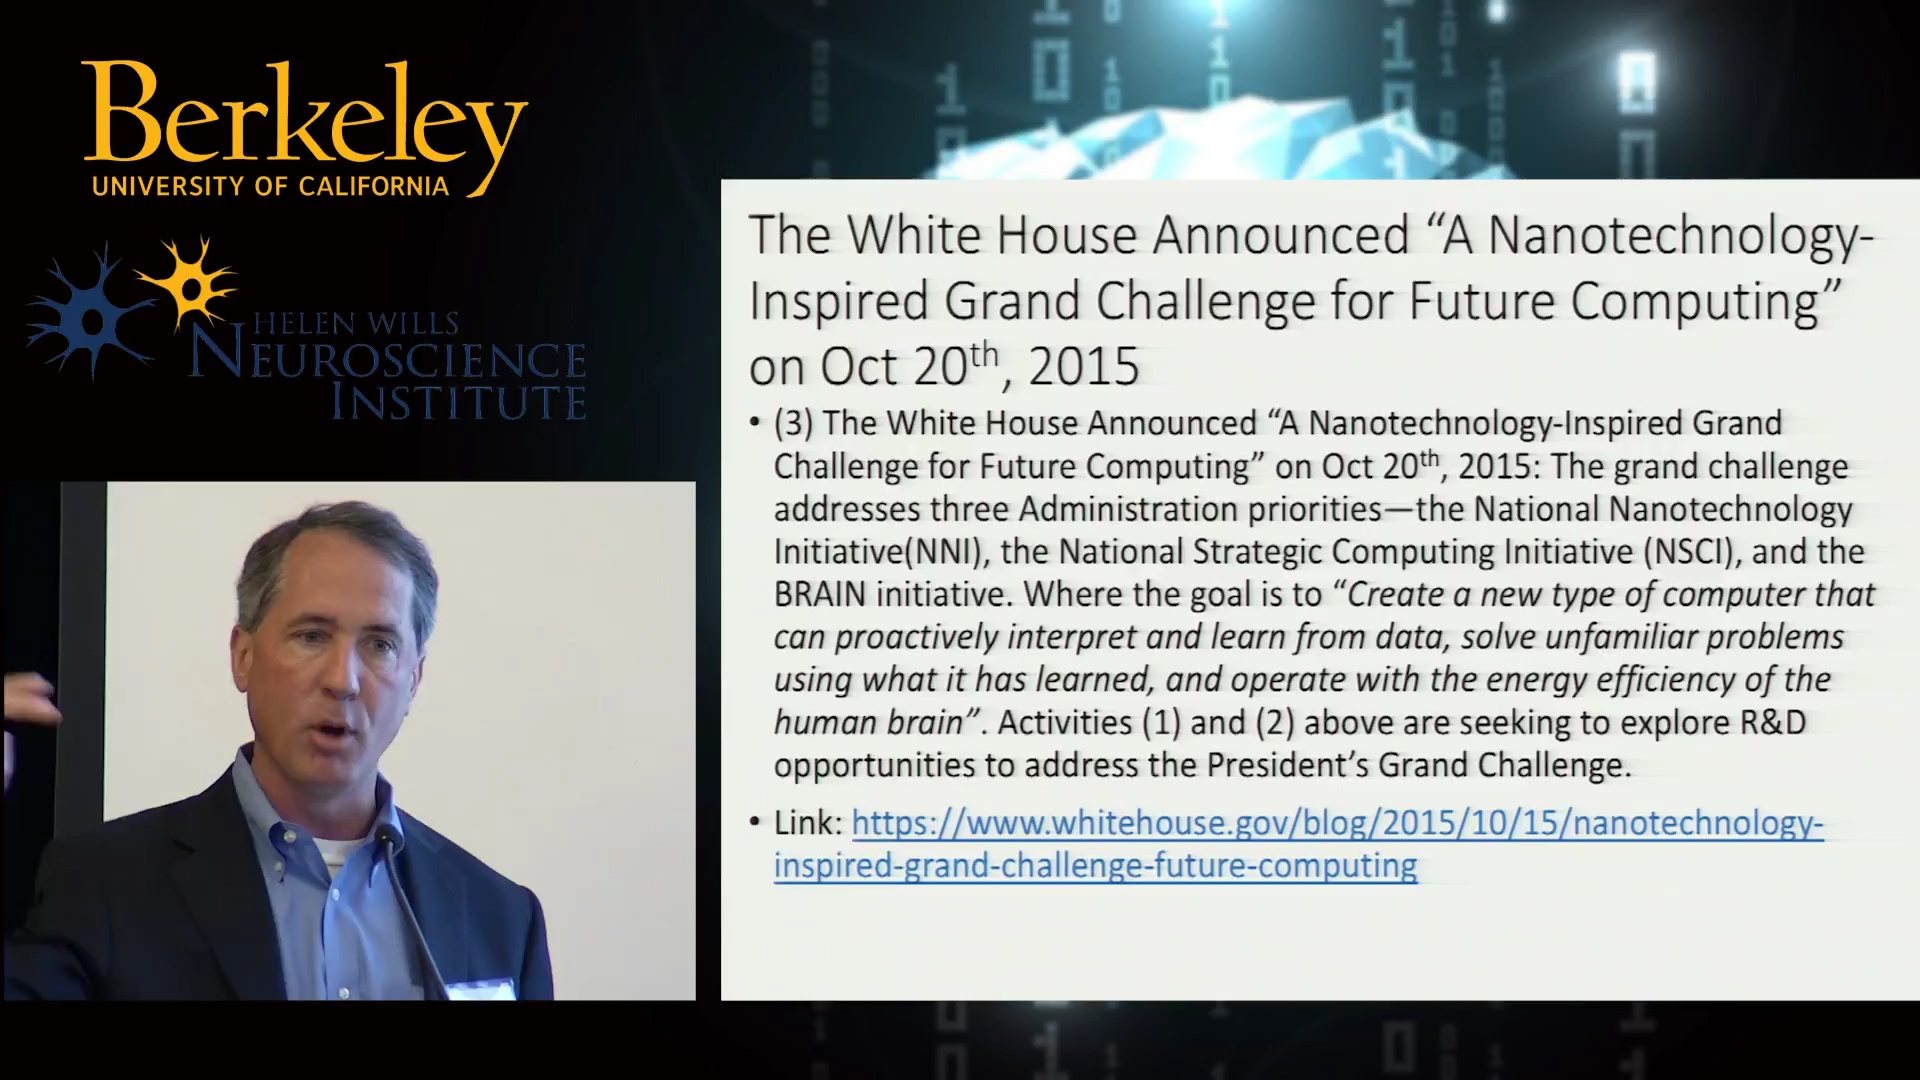 Berkeley
UNIVERSITY OF CALIFORNIA
HELEN WILLS
NEUROSCIENCE
INSTITUTE
The White House Announced “A Nanotechnology-
Inspired Grand Challenge for Future Computing”
on Oct 20th, 2015
• (3) The White House Announced “A Nanotechnology-Inspired Grand
Challenge for Future Computing” on Oct 20th, 2015: The grand challenge
addresses three Administration priorities—the National Nanotechnology
Initiative(NNI), the National Strategic Computing Initiative (NSCI), and the
BRAIN initiative. Where the goal is to “Create a new type of computer that
can proactively interpret and learn from data, solve unfamiliar problems
using what it has learned, and operate with the energy efficiency of the
human brain”. Activities (1) and (2) above are seeking to explore R&D
opportunities to address the President’s Grand Challenge.
• Link: https://www.whitehouse.gov/blog/2015/10/15/nanotechnology-
inspired-grand-challenge-future-computing